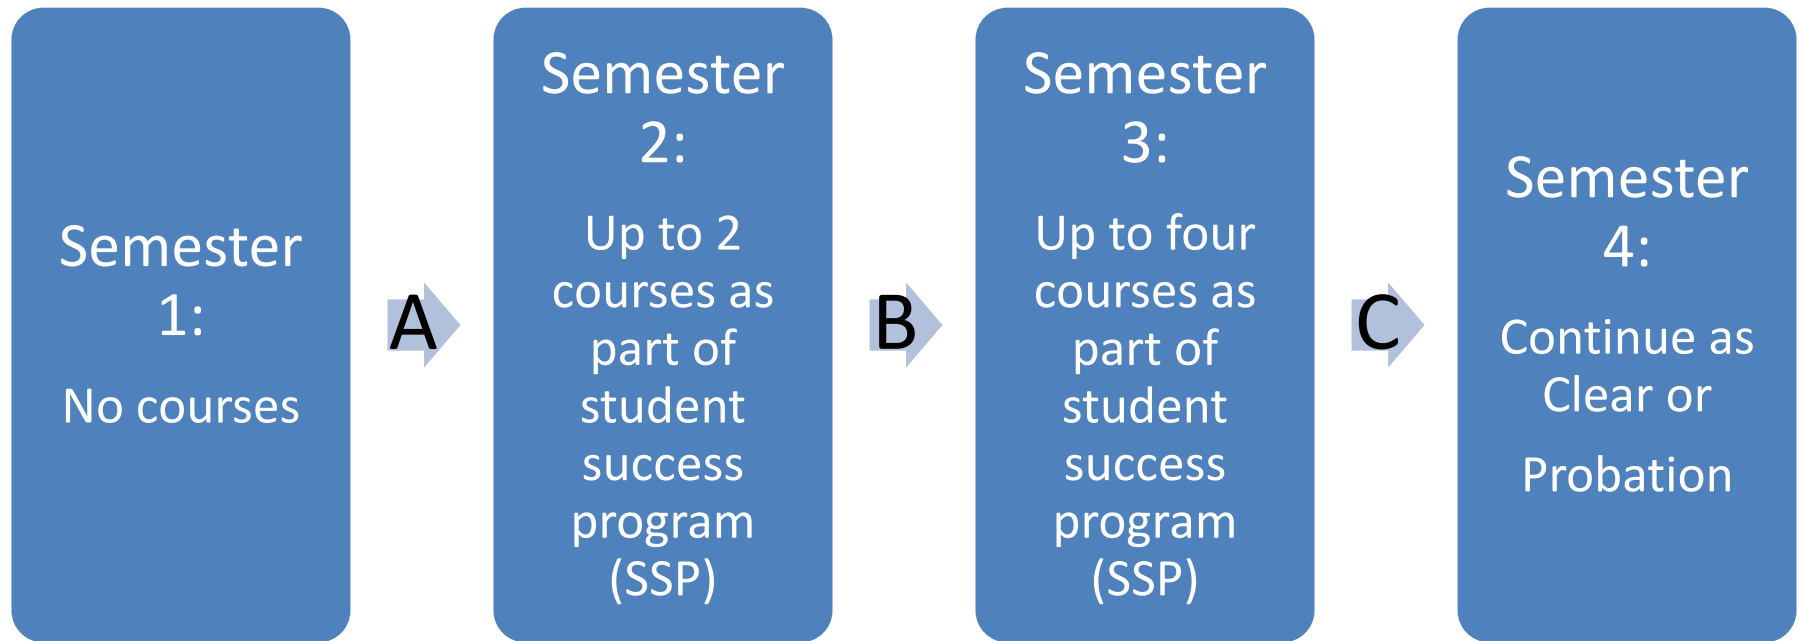 Semester
1:
No courses
A
Semester
2:
Up to 2
courses as
part of
student
success
program
(SSP)
B
Semester
3:
Up to four
courses as
part of
student
success
program
(SSP)
C
Semester
4:
Continue as
Clear or
Probation